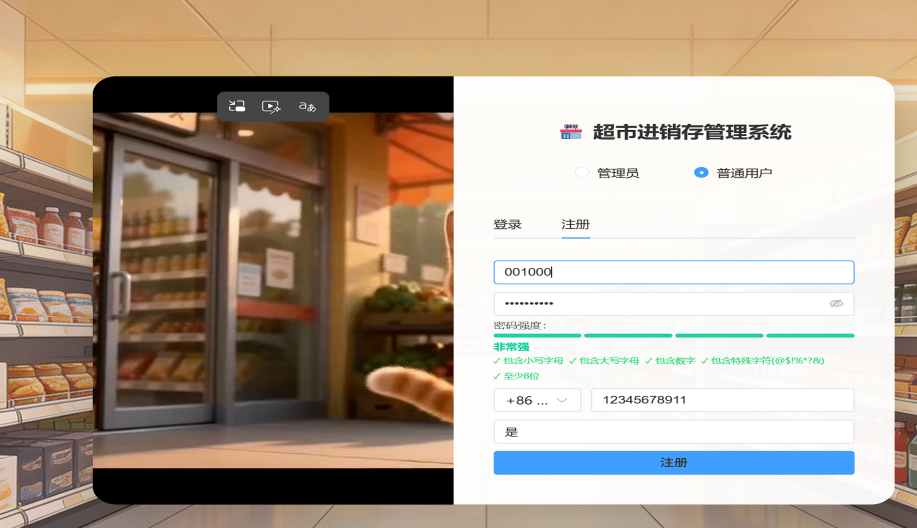 aあ
超市进销存管理系统
管理员 普通用户
登录 注册
001000
••••••••••
密码强度：
非常强
✓ 包含小写字母 ✓ 包含大写字母 ✓ 包含数字 ✓ 包含特殊字符(@$!%*?&)
✓ 至少8位
+86 ... 12345678911
是
注册